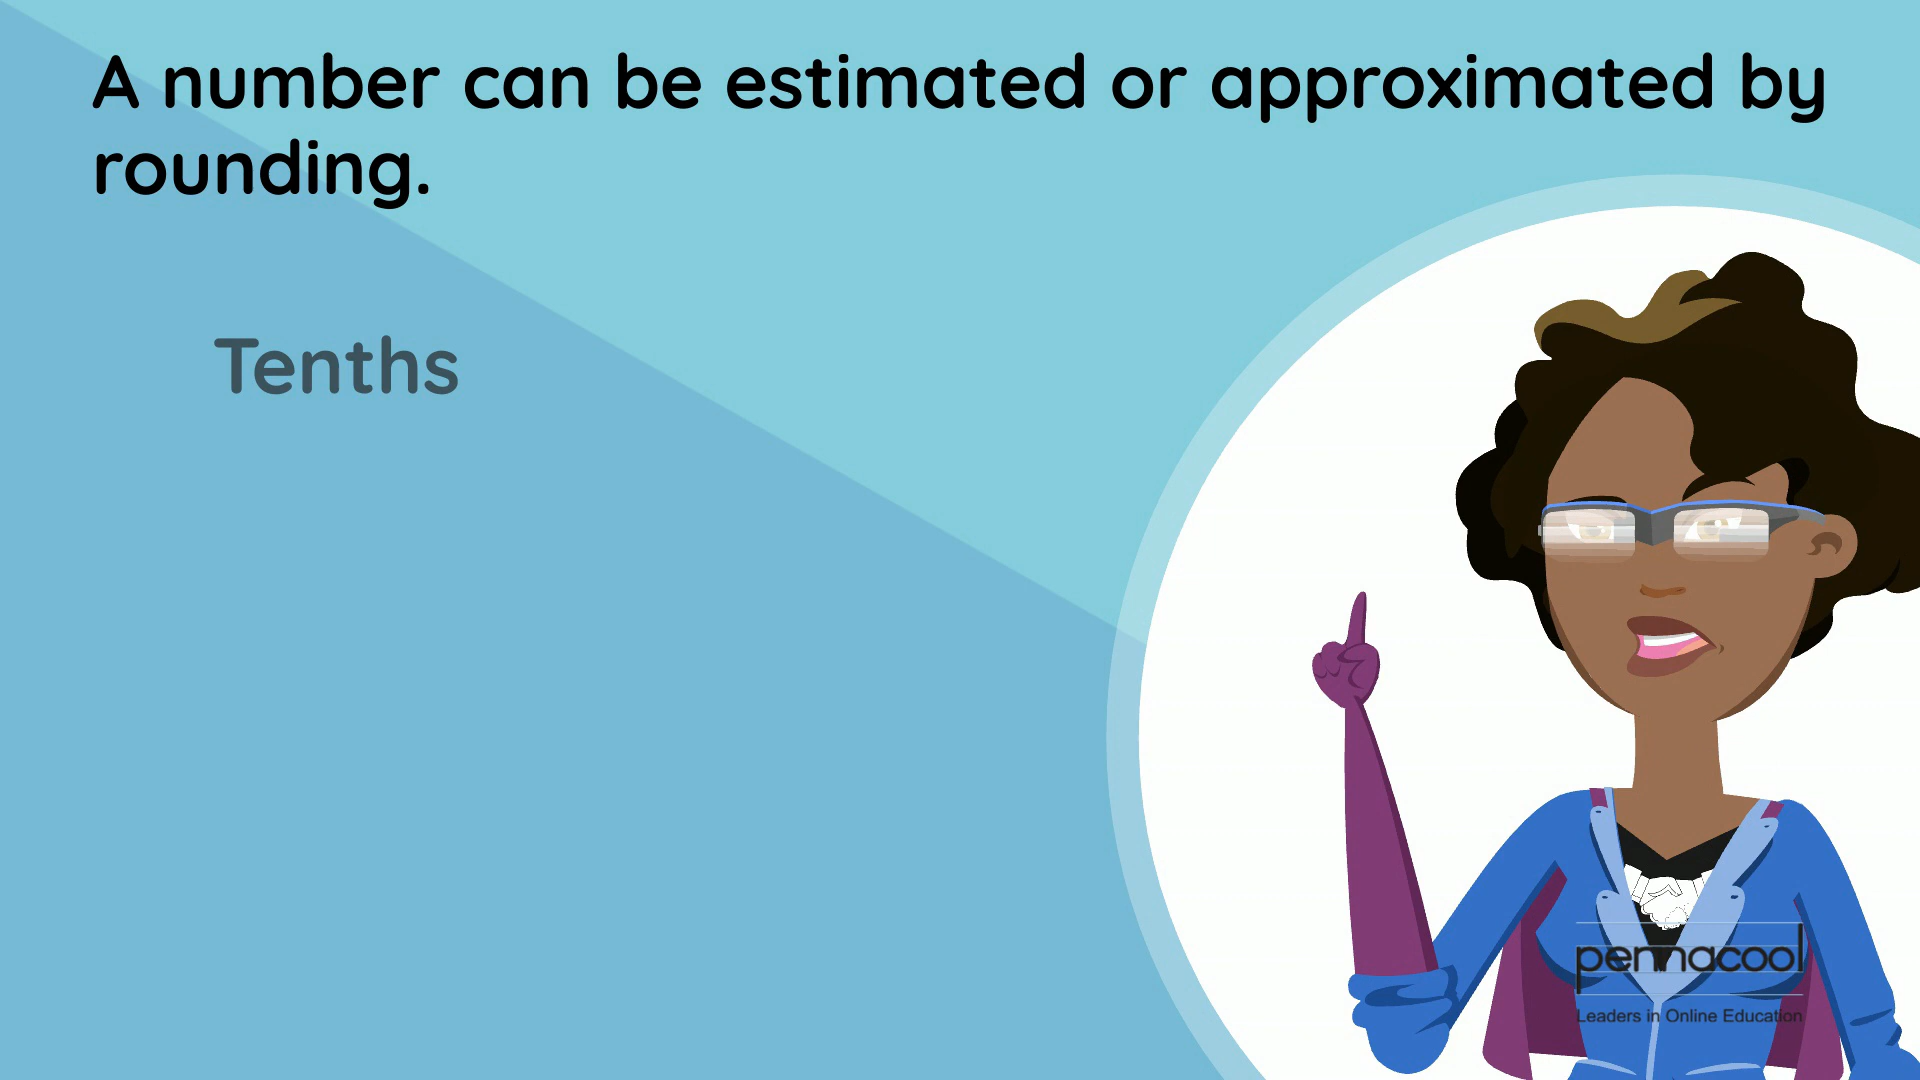 A number can be estimated or approximated by
rounding.
Tenths
pennacool
Leaders in Online Education